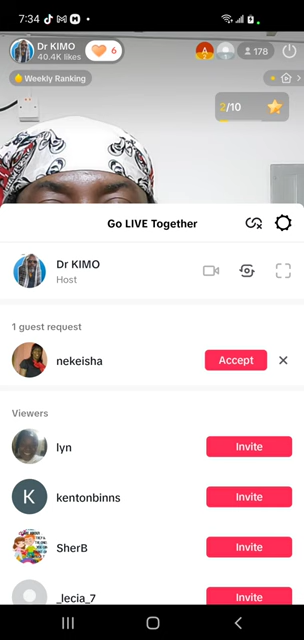 7:34
Dr KIMO
40.4K likes
6
A
2
178
Weekly Ranking
2/10
Go LIVE Together
Dr KIMO
Host
1 guest request
nekeisha
Accept
Viewers
lyn
Invite
K
kentonbinns
Invite
SherB
Invite
_lecia_7
Invite